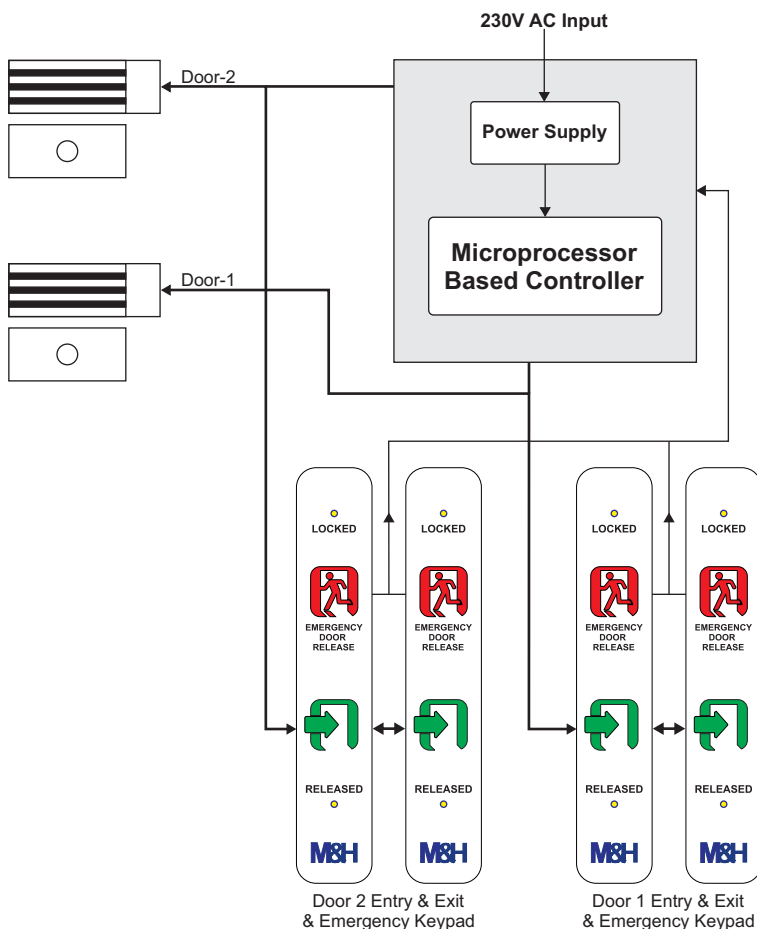 230V AC Input
Door-2
Power Supply
Microprocessor
Based Controller
Door-1
LOCKED
EMERGENCY
DOOR
RELEASE
RELEASED
M&H
LOCKED
EMERGENCY
DOOR
RELEASE
RELEASED
M&H
Door 2 Entry & Exit
& Emergency Keypad
LOCKED
EMERGENCY
DOOR
RELEASE
RELEASED
M&H
LOCKED
EMERGENCY
DOOR
RELEASE
RELEASED
M&H
Door 1 Entry & Exit
& Emergency Keypad